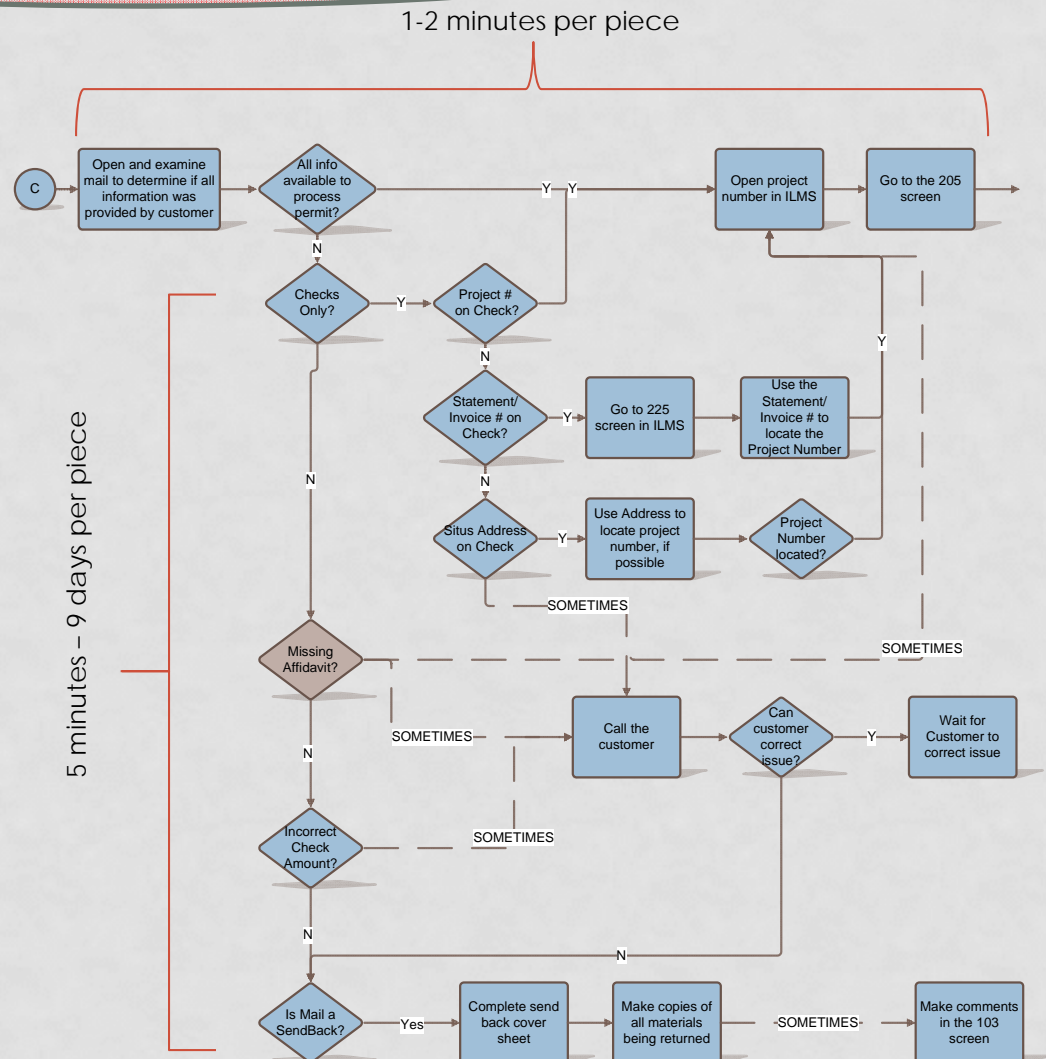 1-2 minutes per piece
C
Open and examine
mail to determine if all
information was
provided by customer
All info
available to
process
permit?
Y
Y
Open project
number in ILMS
Go to the 205
screen
N
Checks
Only?
Y
Project #
on Check?
N
Y
Statement/
Invoice # on
Check?
Y
Go to 225
screen in ILMS
Use the
Statement/
Invoice # to
locate the
Project Number
N
N
Situs Address
on Check
Y
Use Address to
locate project
number, if
possible
Project
Number
located?
SOMETIMES
5 minutes – 9 days per piece
Missing
Affidavit?
SOMETIMES
SOMETIMES
Call the
customer
Can
customer
correct
issue?
Y
Wait for
Customer to
correct issue
N
Incorrect
Check
Amount?
SOMETIMES
N
N
Is Mail a
SendBack?
Yes
Complete send
back cover
sheet
Make copies of
all materials
being returned
SOMETIMES
Make comments
in the 103
screen